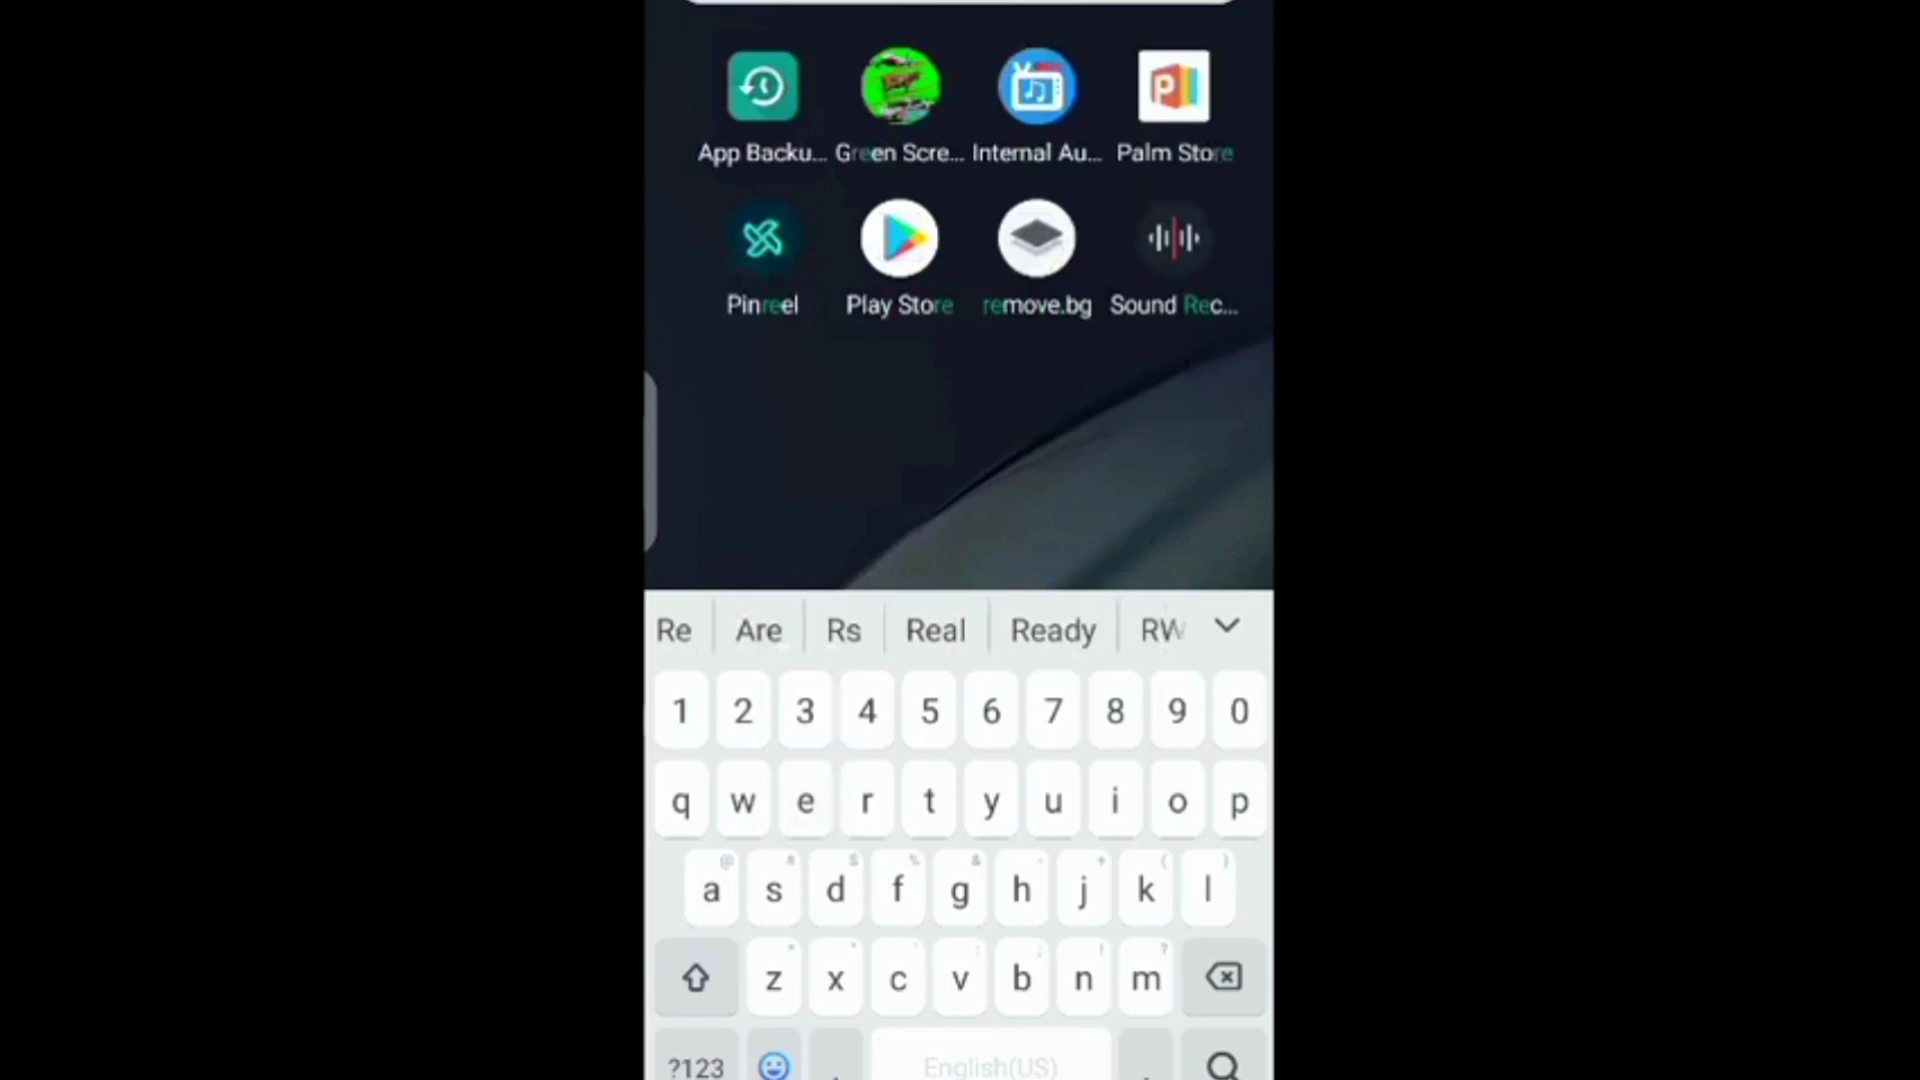 App Backu... Green Scre... Internal Au... Palm Store
Pinreel Play Store remove.bg Sound Rec...
Re Are Rs Real Ready RW
1 2 3 4 5 6 7 8 9 0
q w e r t y u i o p
a s d f g h j k l
z x c v b n m
?123 English(US)